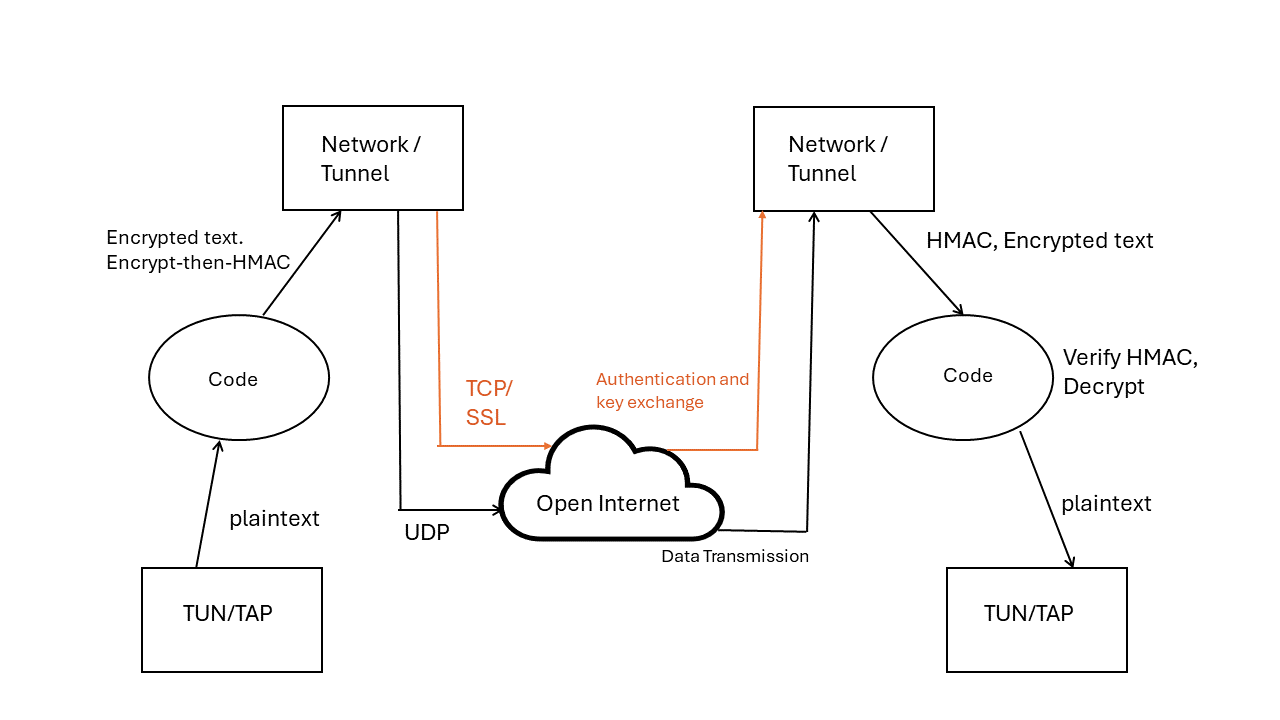 Network /
Tunnel
Network /
Tunnel
Encrypted text.
Encrypt-then-HMAC
HMAC, Encrypted text
Code
Code
Verify HMAC,
Decrypt
TCP/
SSL
Authentication and
key exchange
Open Internet
plaintext
plaintext
UDP
Data Transmission
TUN/TAP
TUN/TAP